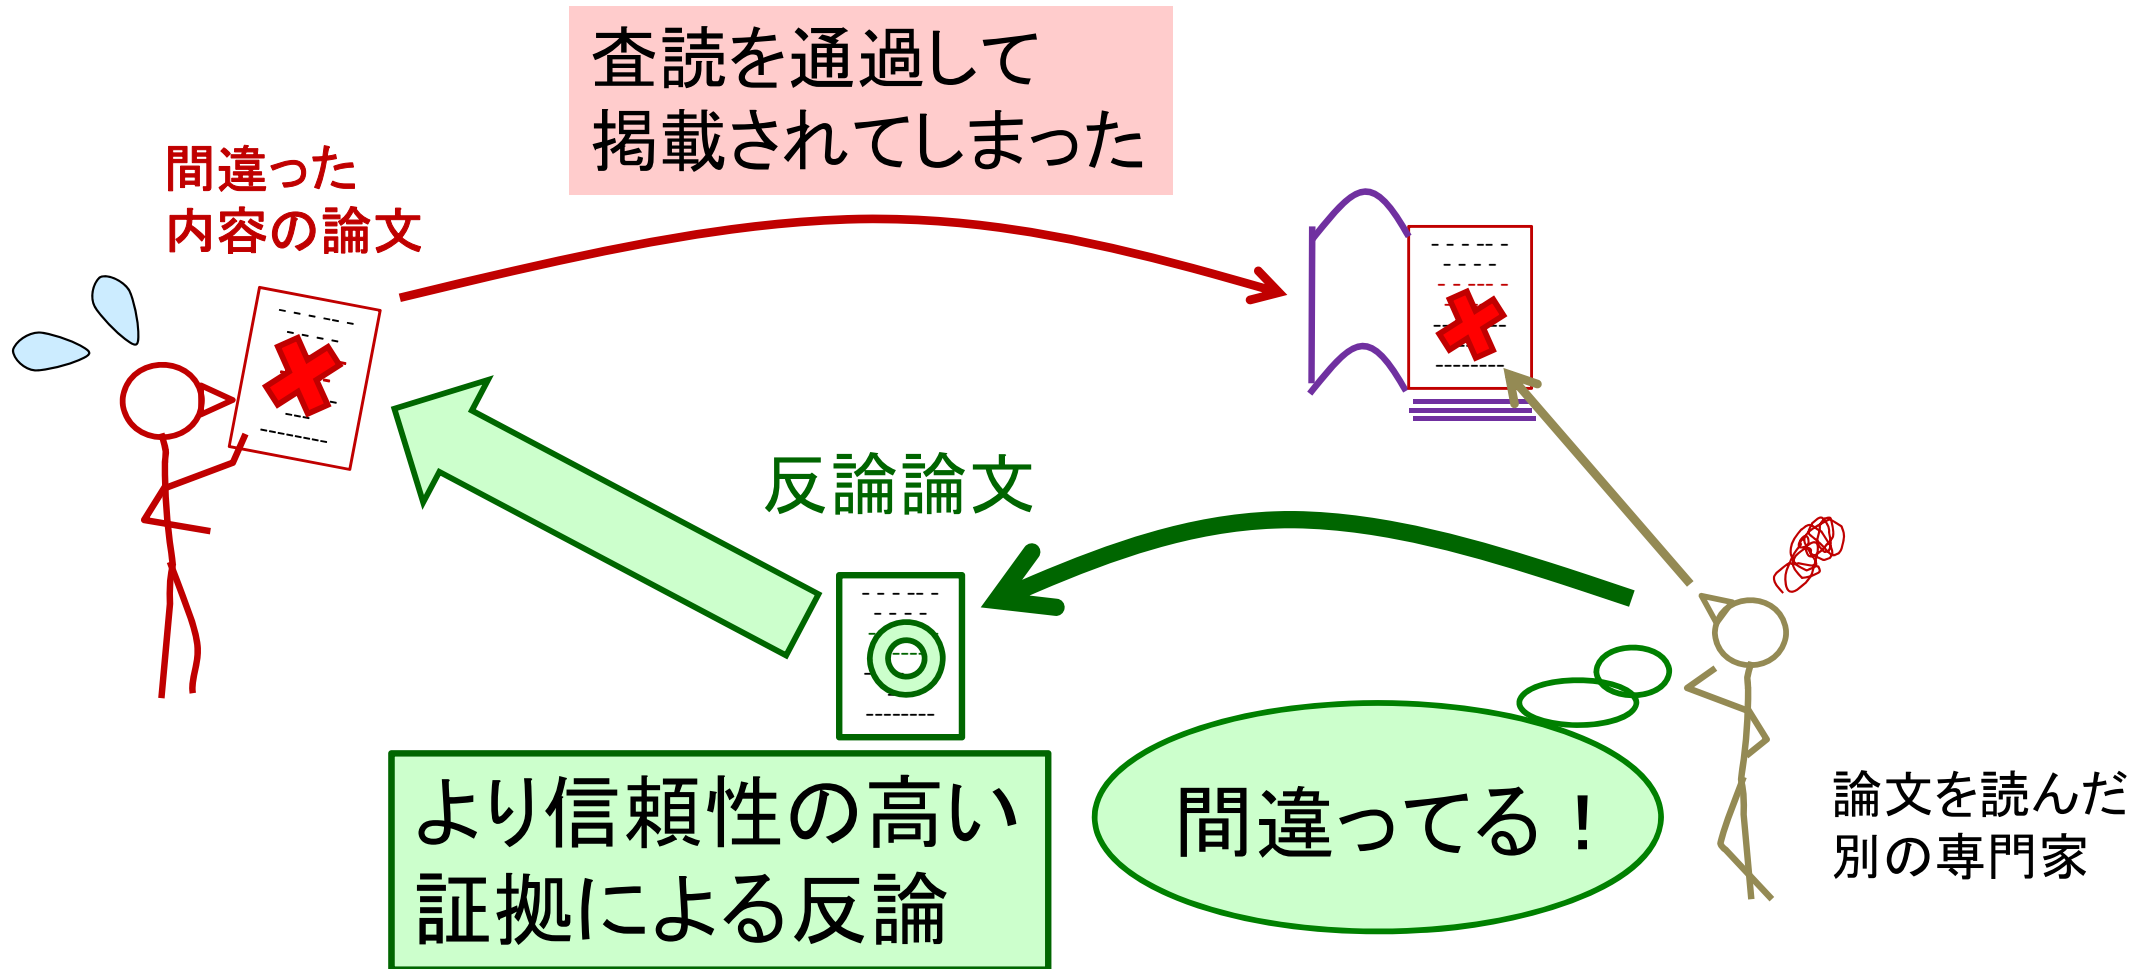 査読を通過して
掲載されてしまった
間違った
内容の論文
反論論文
より信頼性の高い
証拠による反論
間違ってる！
論文を読んだ
別の専門家